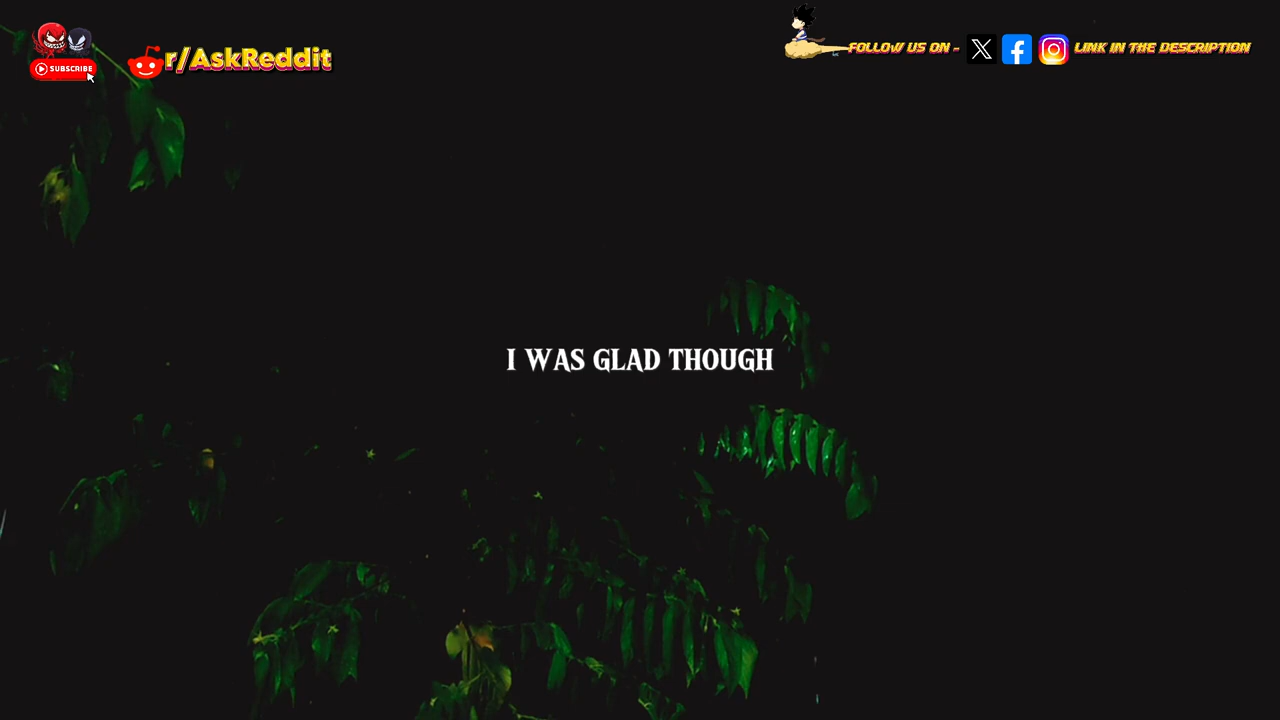 SUBSCRIBE
r/AskReddit
FOLLOW US ON -
LINK IN THE DESCRIPTION
I WAS GLAD THOUGH